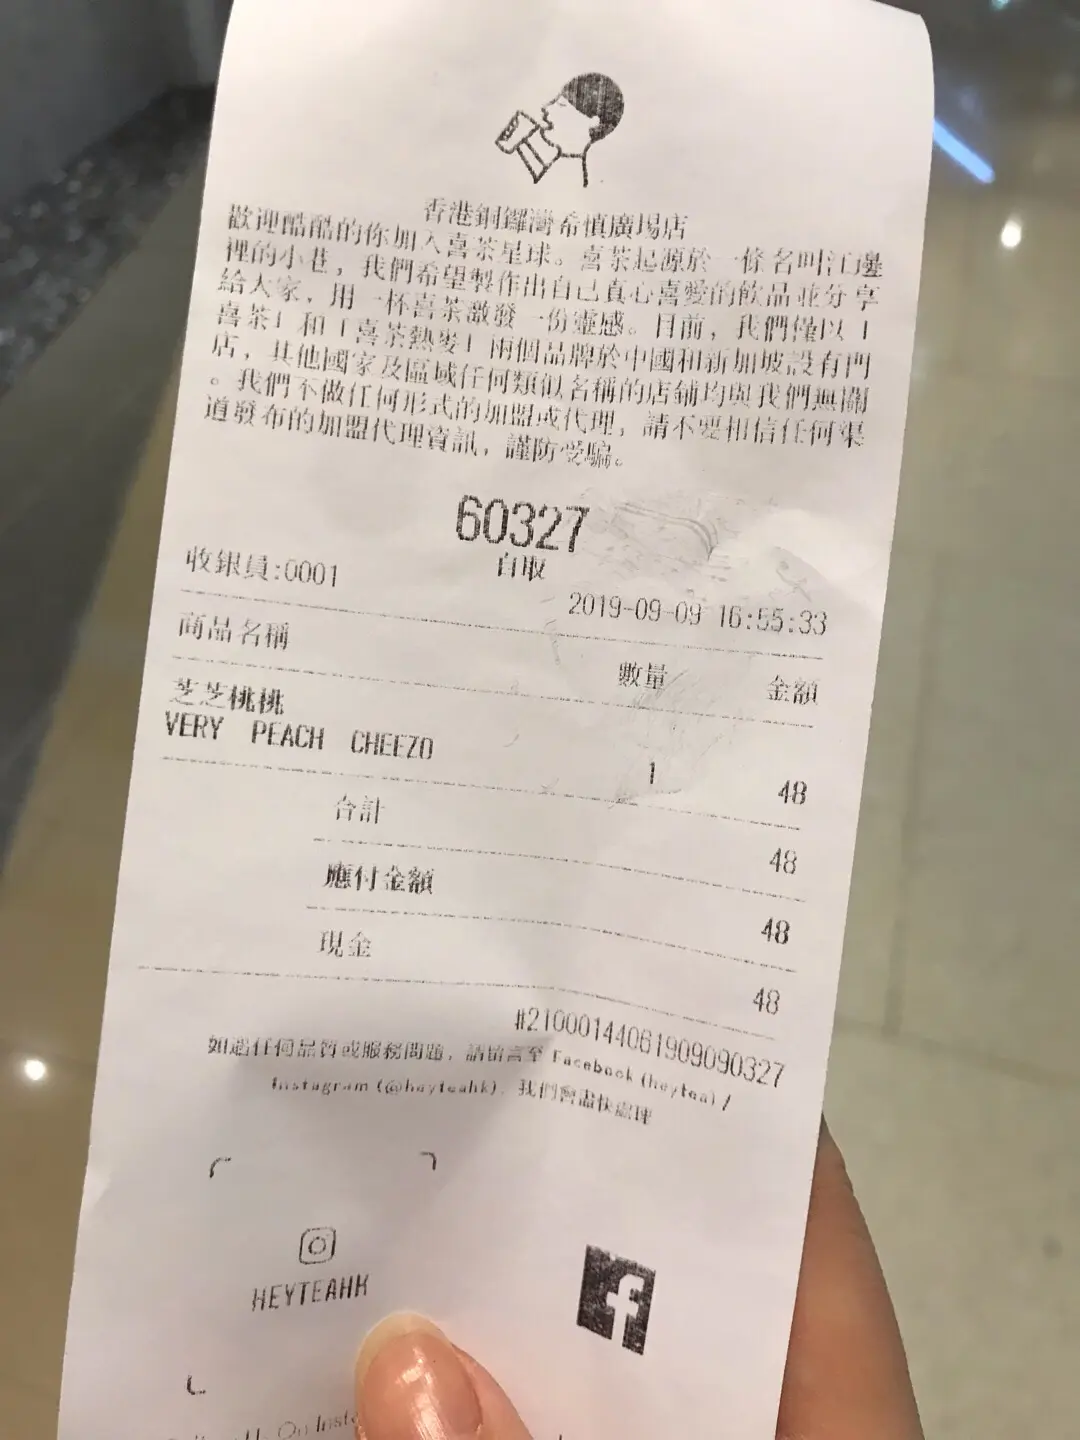 香港銅鑼灣希慎廣場店
歡迎酷酷的你加入喜茶星球。喜茶起源於一條名叫江邊
裡的小巷，我們希望製作出自己真心喜愛的飲品並分享
給大家，用一杯喜茶激發一份靈感。目前，我們僅以「
喜茶」和「喜茶熱麥」兩個品牌於中國和新加坡設有門
店，其他國家及區域任何類似名稱的店鋪均與我們無關
。我們不做任何形式的加盟或代理，請不要相信任何渠
道發布的加盟代理資訊，謹防受騙。
60327
自取
收銀員:0001
2019-09-09 16:55:33
商品名稱 數量 金額
芝芝桃桃
VERY PEACH CHEEZO 1 48
合計 48
應付金額 48
現金 48
#21000144061909090327
如遇任何品質或服務問題，請留言至 Facebook (heytea) /
Instagram (@heyteahk)，我們會盡快處理
HEYTEAHK
On Insta